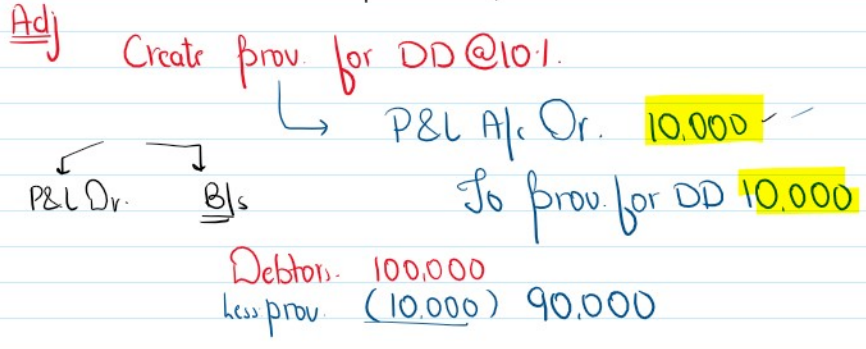 Adj
Create prov. for DD @10%.
P&L A/c Dr. 10,000
P&L Dr. B/s
To prov. for DD 10,000
Debtors. 100,000
Less prov. (10,000) 90,000